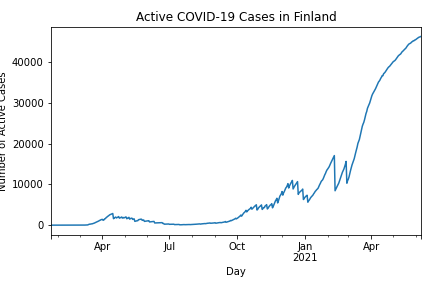 Active COVID-19 Cases in Finland
Number of Active Cases
40000
30000
20000
10000
0
Apr
Jul
Oct
Jan
2021
Apr
Day